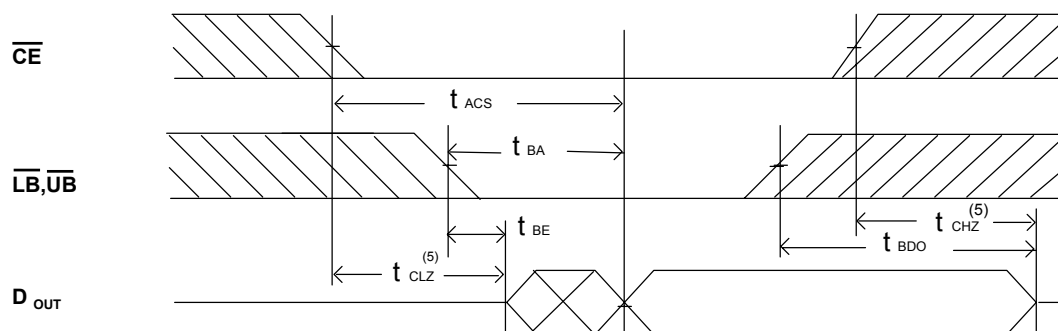 CE
t ACS
t BA
LB,UB
t BE
t CHZ (5)
t BDO
t CLZ (5)
D OUT